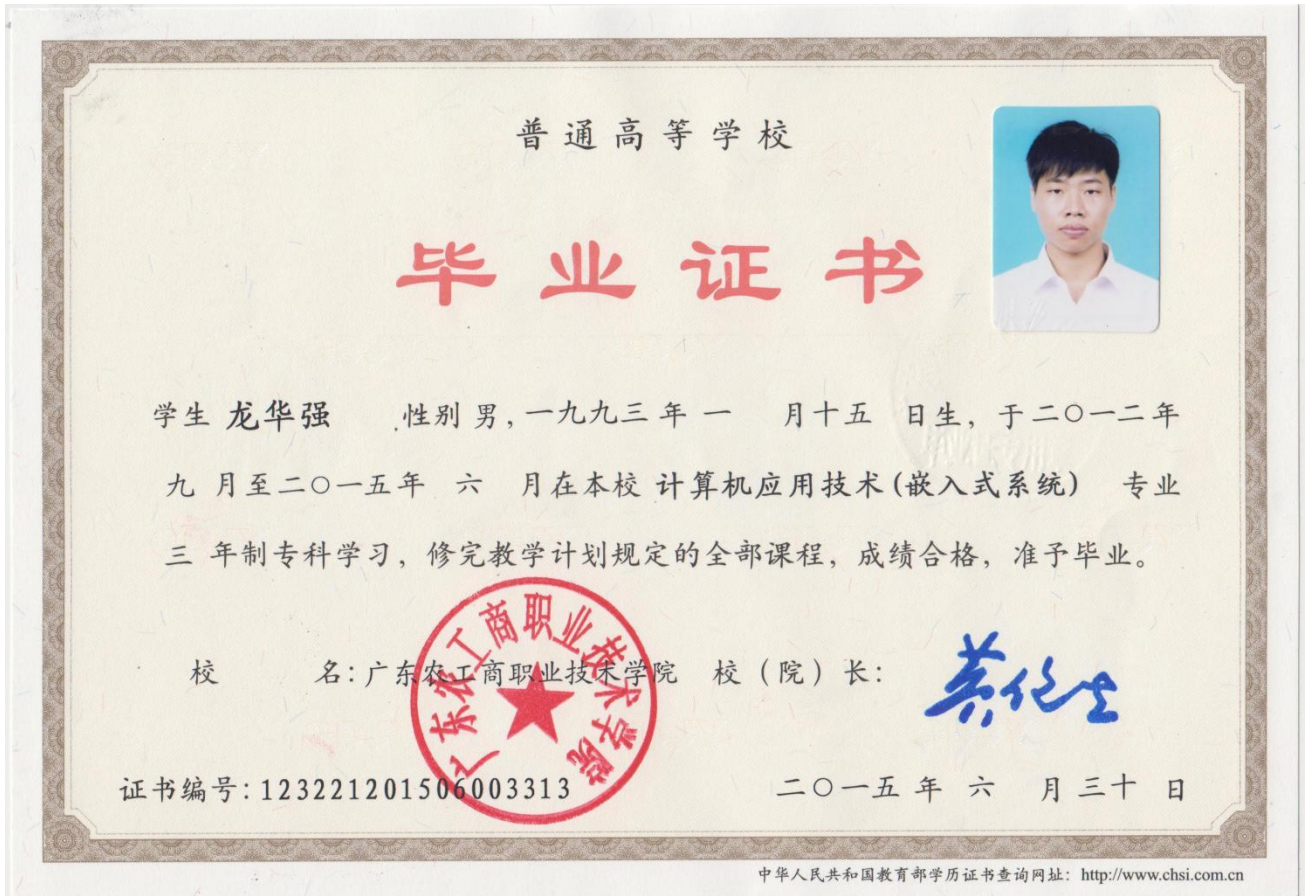 普通高等学校
毕业证书
学生 龙华强 性别 男，一九九三 年 一 月十五 日生，于二〇一二年
九 月至二〇一五年 六 月在本校 计算机应用技术(嵌入式系统) 专业
三 年制专科学习，修完教学计划规定的全部课程，成绩合格，准予毕业。
广东农工商职业技术学院
校 名：广东农工商职业技术学院 校（院）长：
证书编号：123221201506003313 二〇一五 年 六 月 三十 日
中华人民共和国教育部学历证书查询网址：http://www.chsi.com.cn